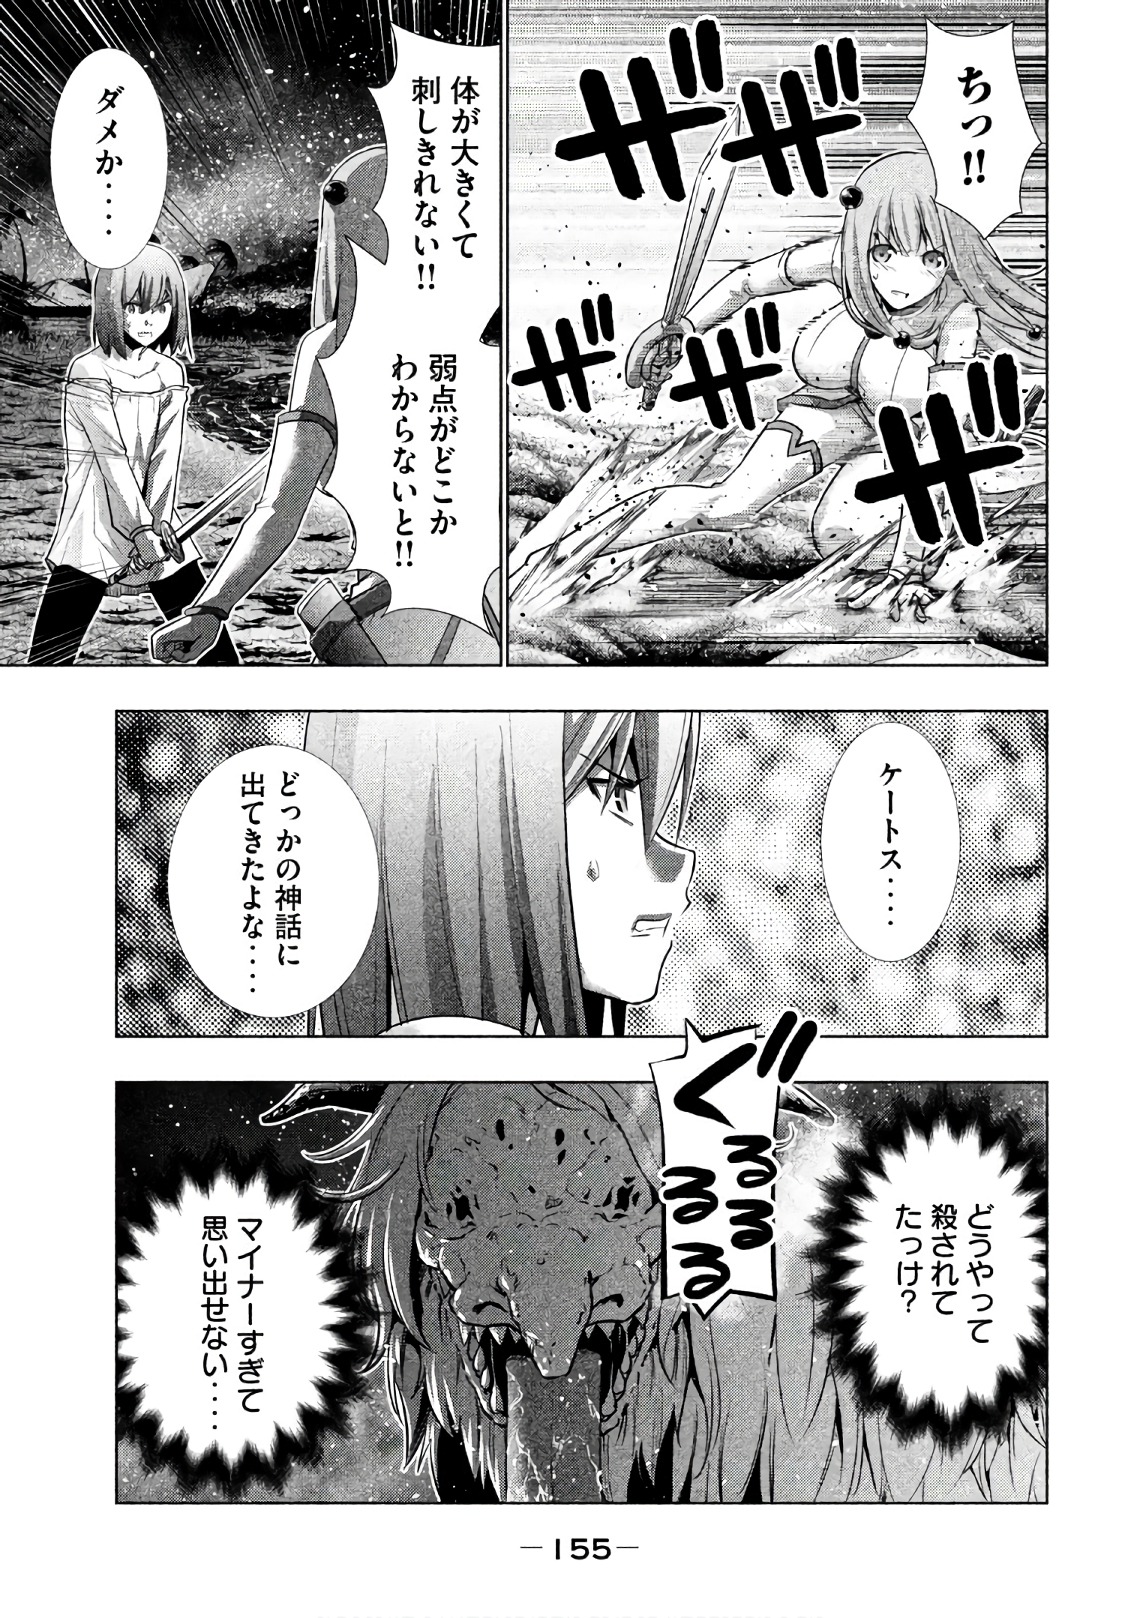 ちっ!!
ザザ
ザザ
ザ
体が大きくて
刺しきれない!!
弱点がどこか
わからないと!!
ダメか‥‥
ケートス‥‥
どっかの神話に
出てきたよな‥‥
ぐるるる
るるる
どうやって
殺されて
たっけ?
マイナーすぎて
思い出せない‥‥
—155—